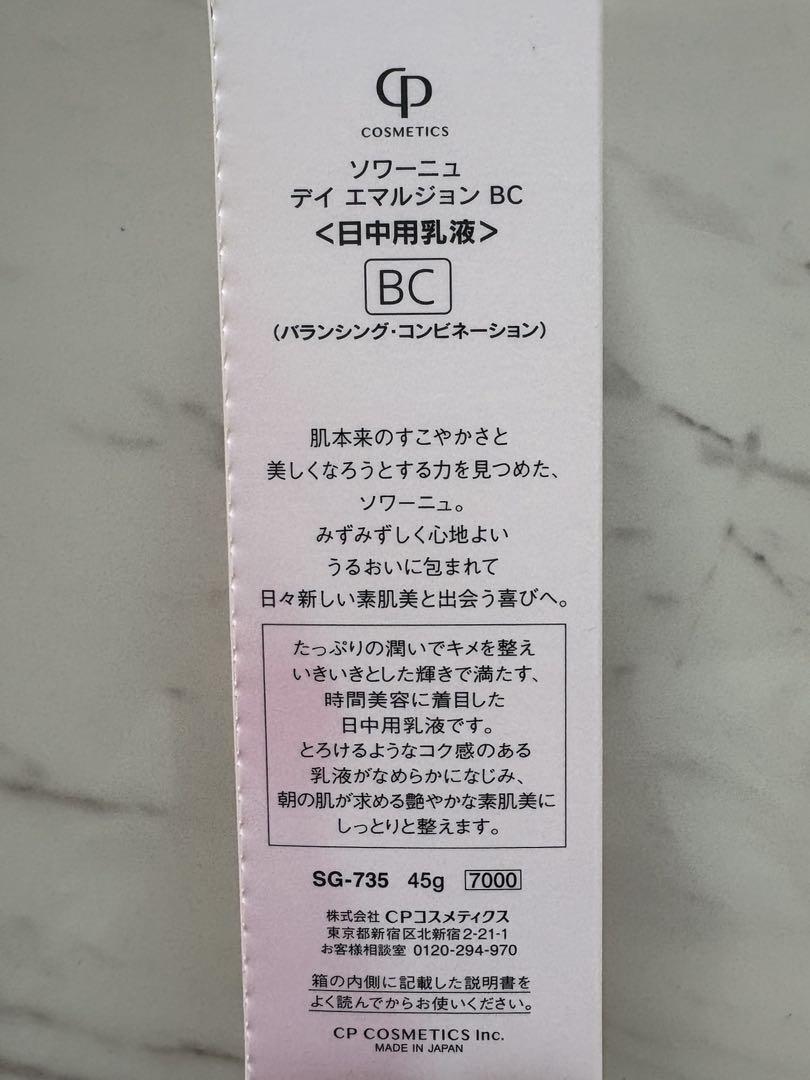 CP
COSMETICS
ソワーニュ
デイ エマルジョン BC
<日中用乳液>
BC
(バランシング・コンビネーション)
肌本来のすこやかさと
美しくなろうとする力を見つめた、
ソワーニュ。
みずみずしく心地よい
うるおいに包まれて
日々新しい素肌美と出会う喜びへ。
たっぷりの潤いでキメを整え
いきいきとした輝きで満たす、
時間美容に着目した
日中用乳液です。
とろけるようなコク感のある
乳液がなめらかになじみ、
朝の肌が求める艶やかな素肌美に
しっとりと整えます。
SG-735 45g 7000
株式会社 CPコスメティクス
東京都新宿区北新宿2-21-1
お客様相談室 0120-294-970
箱の内側に記載した説明書を
よく読んでからお使いください。
CP COSMETICS Inc.
MADE IN JAPAN